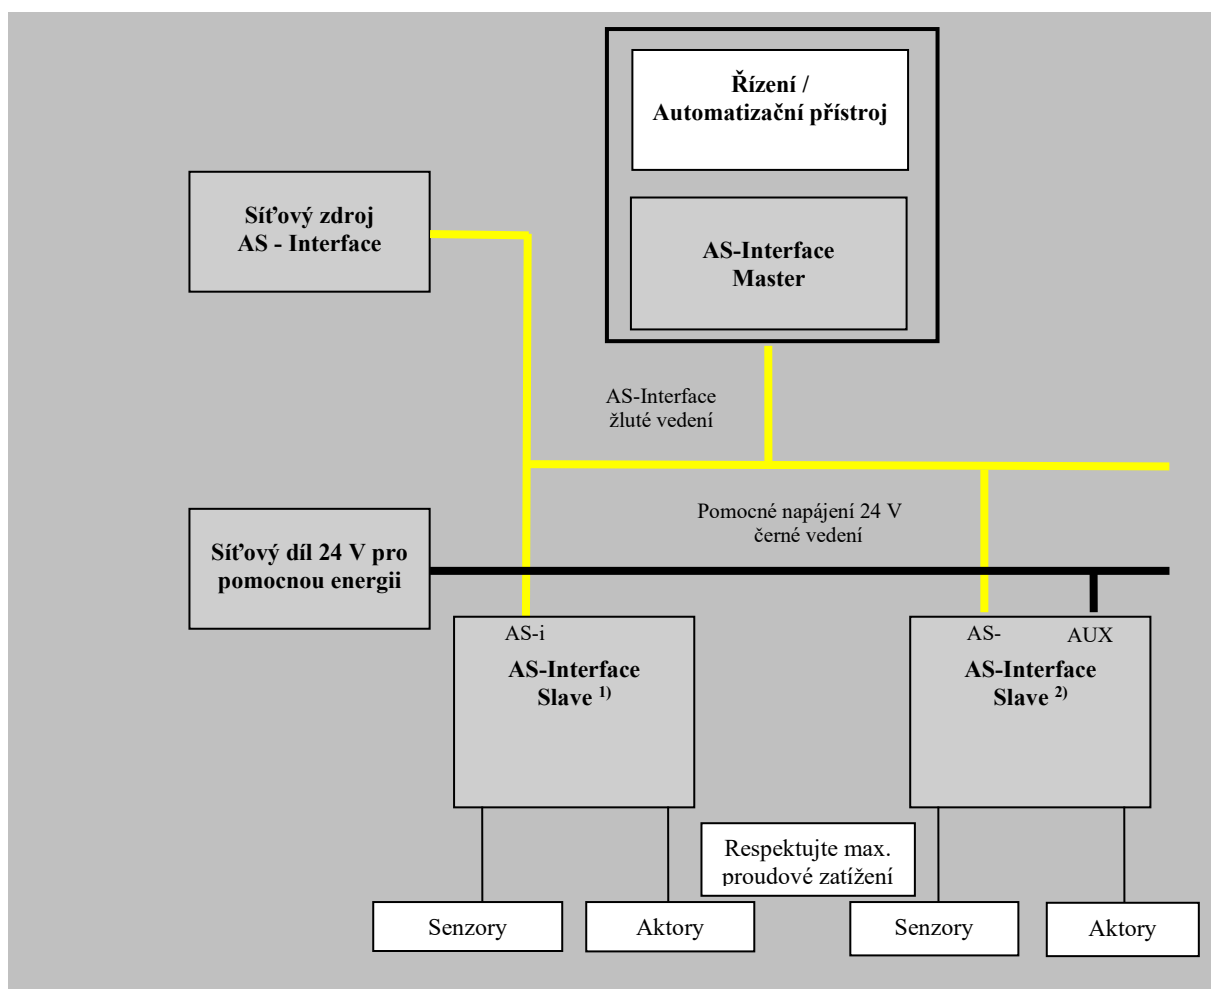 Řízení /
Automatizační přístroj
Síťový zdroj
AS - Interface
AS-Interface
Master
AS-Interface
žluté vedení
Pomocné napájení 24 V
černé vedení
Síťový díl 24 V pro
pomocnou energii
AS-i
AS-Interface
Slave 1)
AS-
AUX
AS-Interface
Slave 2)
Respektujte max.
proudové zatížení
Senzory
Aktory
Senzory
Aktory